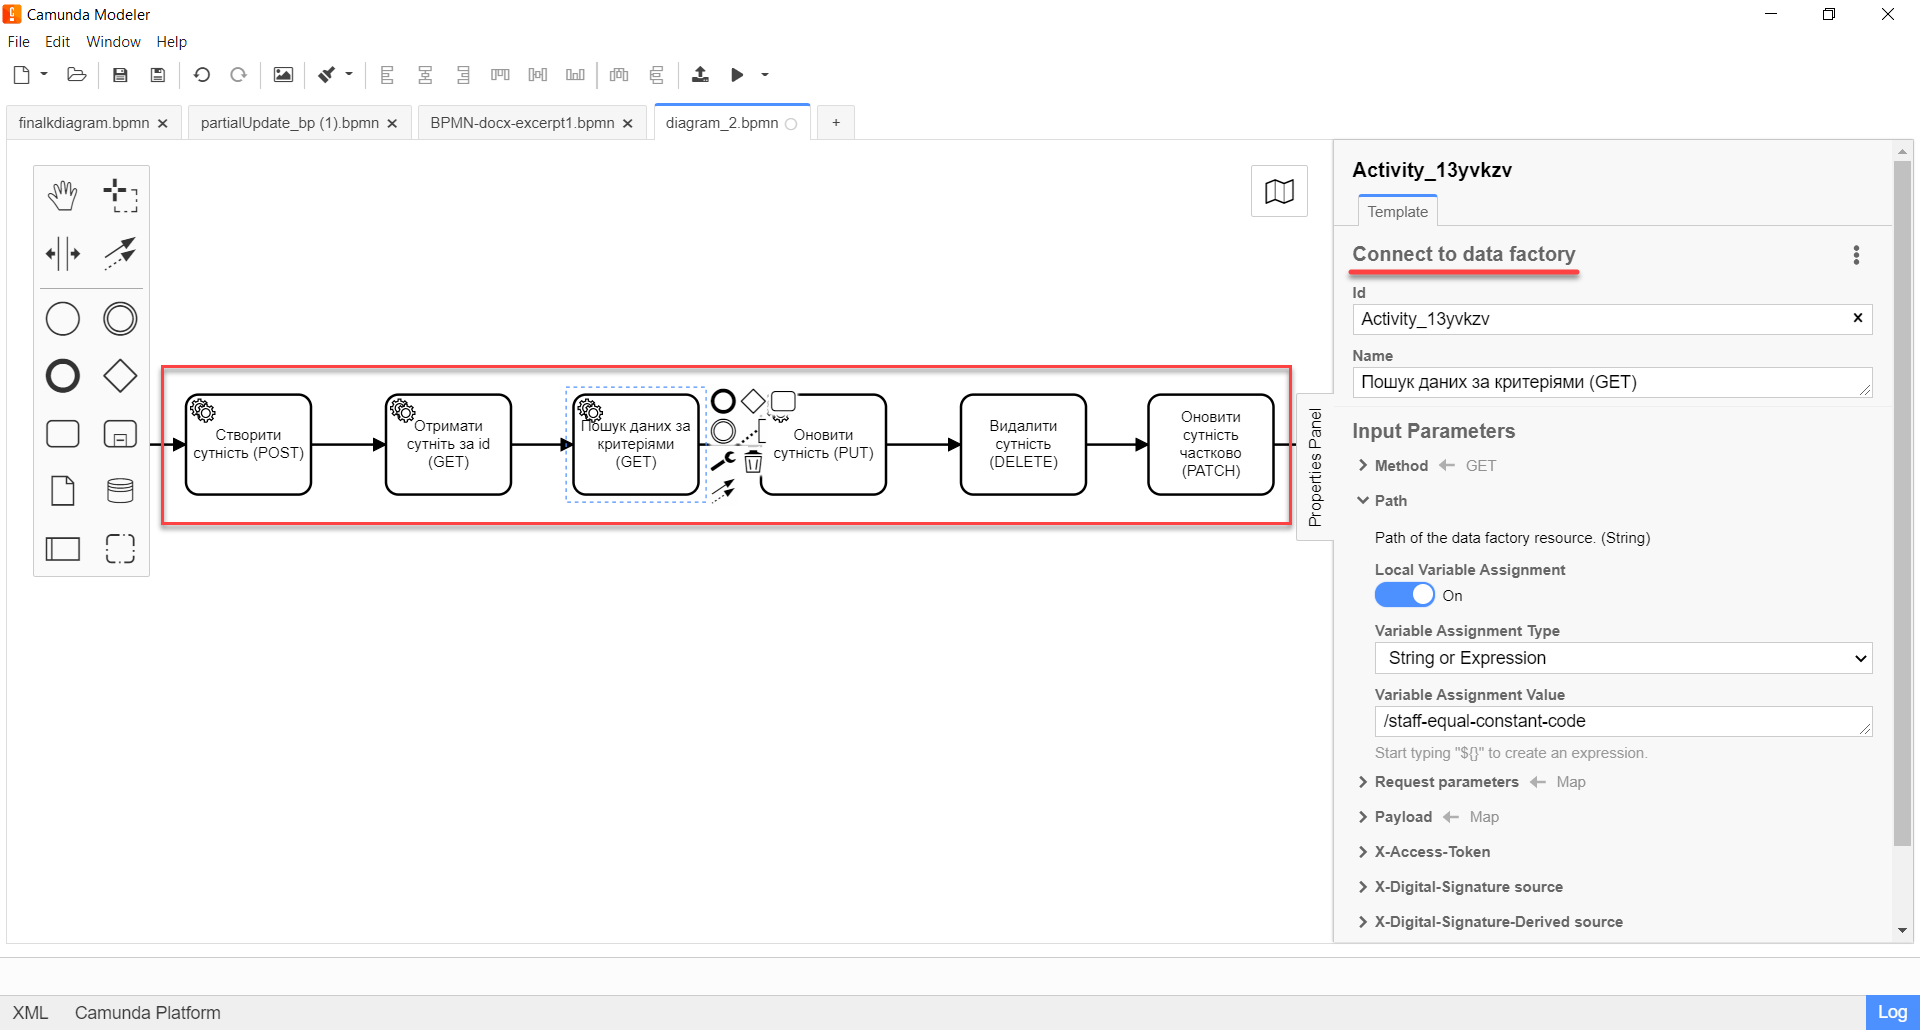 Camunda Modeler
File Edit Window Help
finalkdiagram.bpmn
partialUpdate_bp (1).bpmn
BPMN-docx-excerpt1.bpmn
diagram_2.bpmn
+
Створити
сутність (POST)
Отримати
сутніть за id
(GET)
Пошук даних за
критеріями
(GET)
Оновити
сутність (PUT)
Видалити
сутність
(DELETE)
Оновити
сутність
частково
(PATCH)
Properties Panel
Activity_13yvkzv
Template
Connect to data factory
Id
Activity_13yvkzv
Name
Пошук даних за критеріями (GET)
Input Parameters
Method GET
Path
Path of the data factory resource. (String)
Local Variable Assignment
On
Variable Assignment Type
String or Expression
Variable Assignment Value
/staff-equal-constant-code
Start typing "${}" to create an expression.
Request parameters Map
Payload Map
X-Access-Token
X-Digital-Signature source
X-Digital-Signature-Derived source
XML Camunda Platform
Log